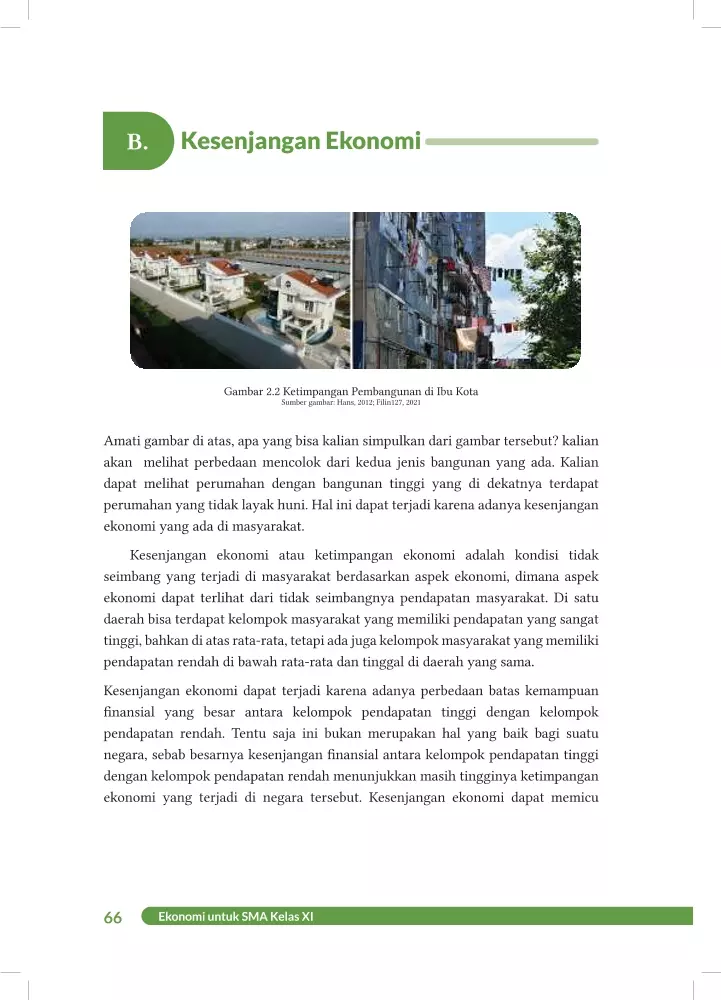 B.
Kesenjangan Ekonomi
Gambar 2.2 Ketimpangan Pembangunan di Ibu Kota
Sumber gambar: Hans, 2012; Filin127, 2021
Amati gambar di atas, apa yang bisa kalian simpulkan dari gambar tersebut? kalian
akan melihat perbedaan mencolok dari kedua jenis bangunan yang ada. Kalian
dapat melihat perumahan dengan bangunan tinggi yang di dekatnya terdapat
perumahan yang tidak layak huni. Hal ini dapat terjadi karena adanya kesenjangan
ekonomi yang ada di masyarakat.
Kesenjangan ekonomi atau ketimpangan ekonomi adalah kondisi tidak
seimbang yang terjadi di masyarakat berdasarkan aspek ekonomi, dimana aspek
ekonomi dapat terlihat dari tidak seimbangnya pendapatan masyarakat. Di satu
daerah bisa terdapat kelompok masyarakat yang memiliki pendapatan yang sangat
tinggi, bahkan di atas rata-rata, tetapi ada juga kelompok masyarakat yang memiliki
pendapatan rendah di bawah rata-rata dan tinggal di daerah yang sama.
Kesenjangan ekonomi dapat terjadi karena adanya perbedaan batas kemampuan
finansial yang besar antara kelompok pendapatan tinggi dengan kelompok
pendapatan rendah. Tentu saja ini bukan merupakan hal yang baik bagi suatu
negara, sebab besarnya kesenjangan finansial antara kelompok pendapatan tinggi
dengan kelompok pendapatan rendah menunjukkan masih tingginya ketimpangan
ekonomi yang terjadi di negara tersebut. Kesenjangan ekonomi dapat memicu
66
Ekonomi untuk SMA Kelas XI